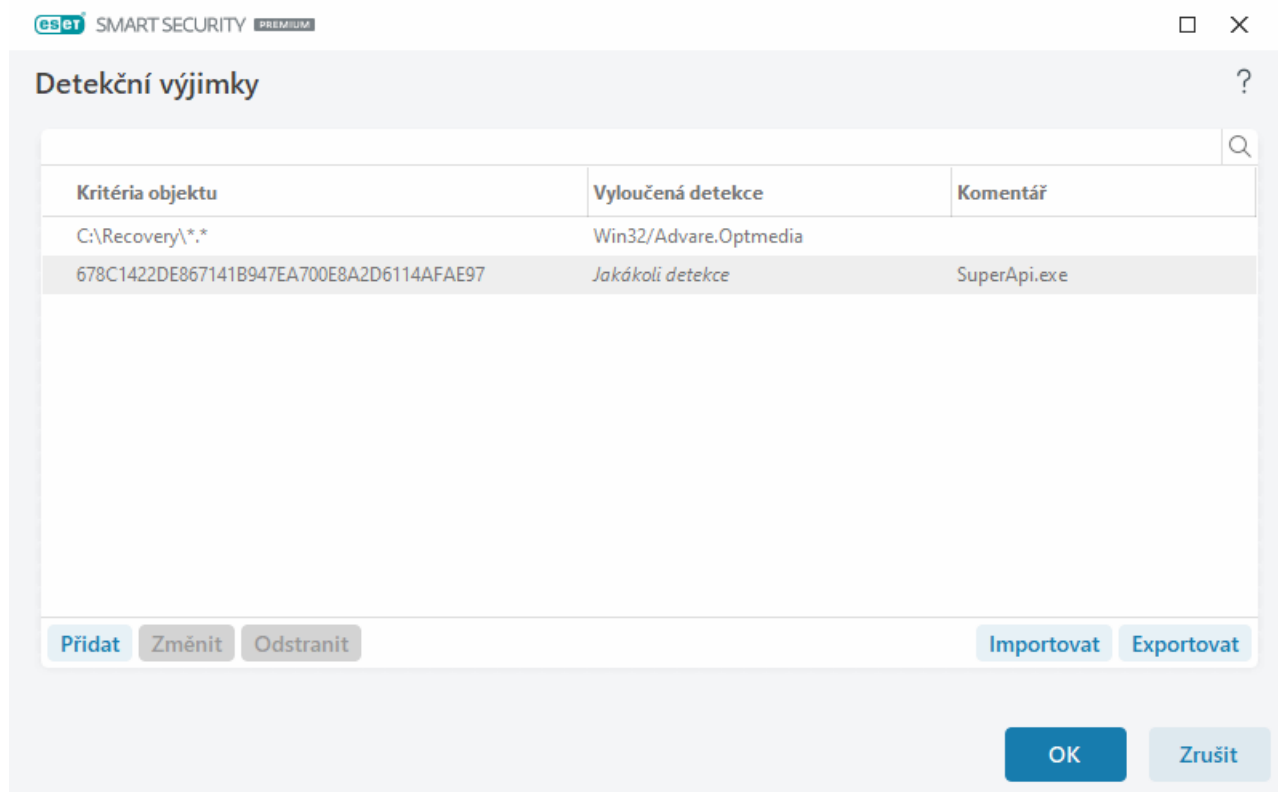 eset SMART SECURITY PREMIUM
Detekční výjimky
?
Kritéria objektu Vyloučená detekce Komentář
C:\Recovery\*.* Win32/Advare.Optmedia
678C1422DE867141B947EA700E8A2D6114AFAE97 Jakákoli detekce SuperApi.exe
Přidat Změnit Odstranit Importovat Exportovat
OK Zrušit